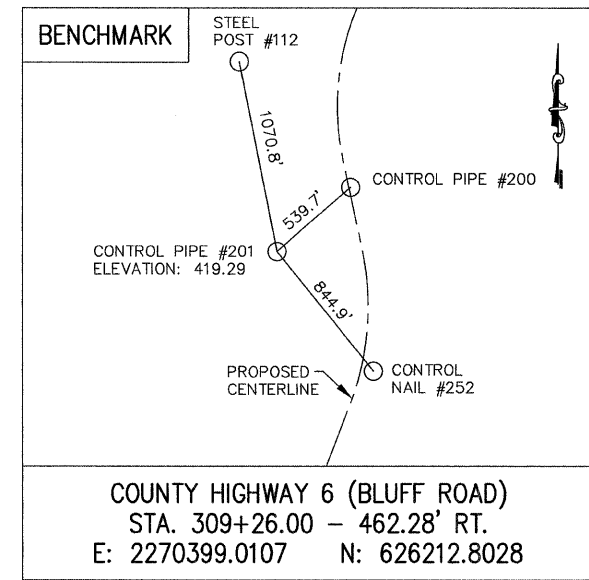 BENCHMARK
STEEL
POST #112
1070.8'
CONTROL PIPE #200
539.7'
CONTROL PIPE #201
ELEVATION: 419.29
844.9'
PROPOSED
CENTERLINE
CONTROL
NAIL #252
COUNTY HIGHWAY 6 (BLUFF ROAD)
STA. 309+26.00 – 462.28' RT.
E: 2270399.0107 N: 626212.8028